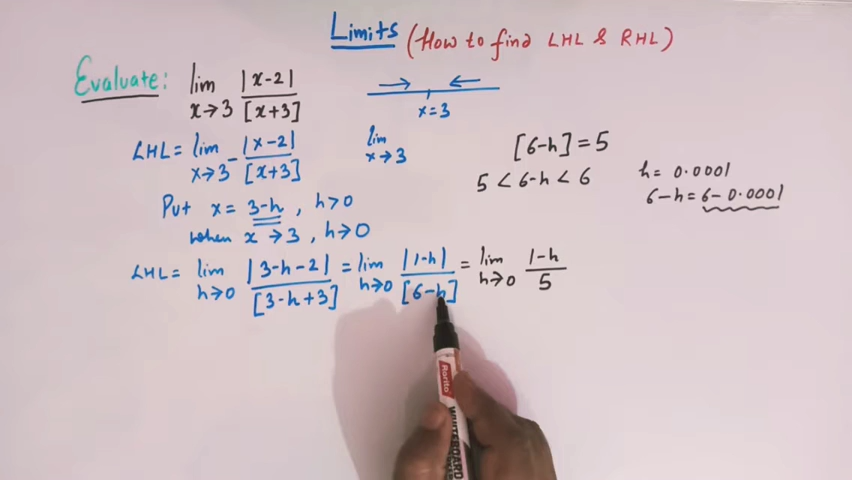 Limits (How to find LHL & RHL)
Evaluate: lim x→3 |x-2| / [x+3]
x=3
LHL = lim x→3⁻ |x-2| / [x+3]
lim x→3
[6-h] = 5
5 < 6-h < 6
h = 0.0001
6-h = 6-0.0001
Put x = 3-h, h>0
when x→3, h→0
LHL = lim h→0 |3-h-2| / [3-h+3] = lim h→0 |1-h| / [6-h] = lim h→0 1-h / 5
Rorito
WHITEBOARD